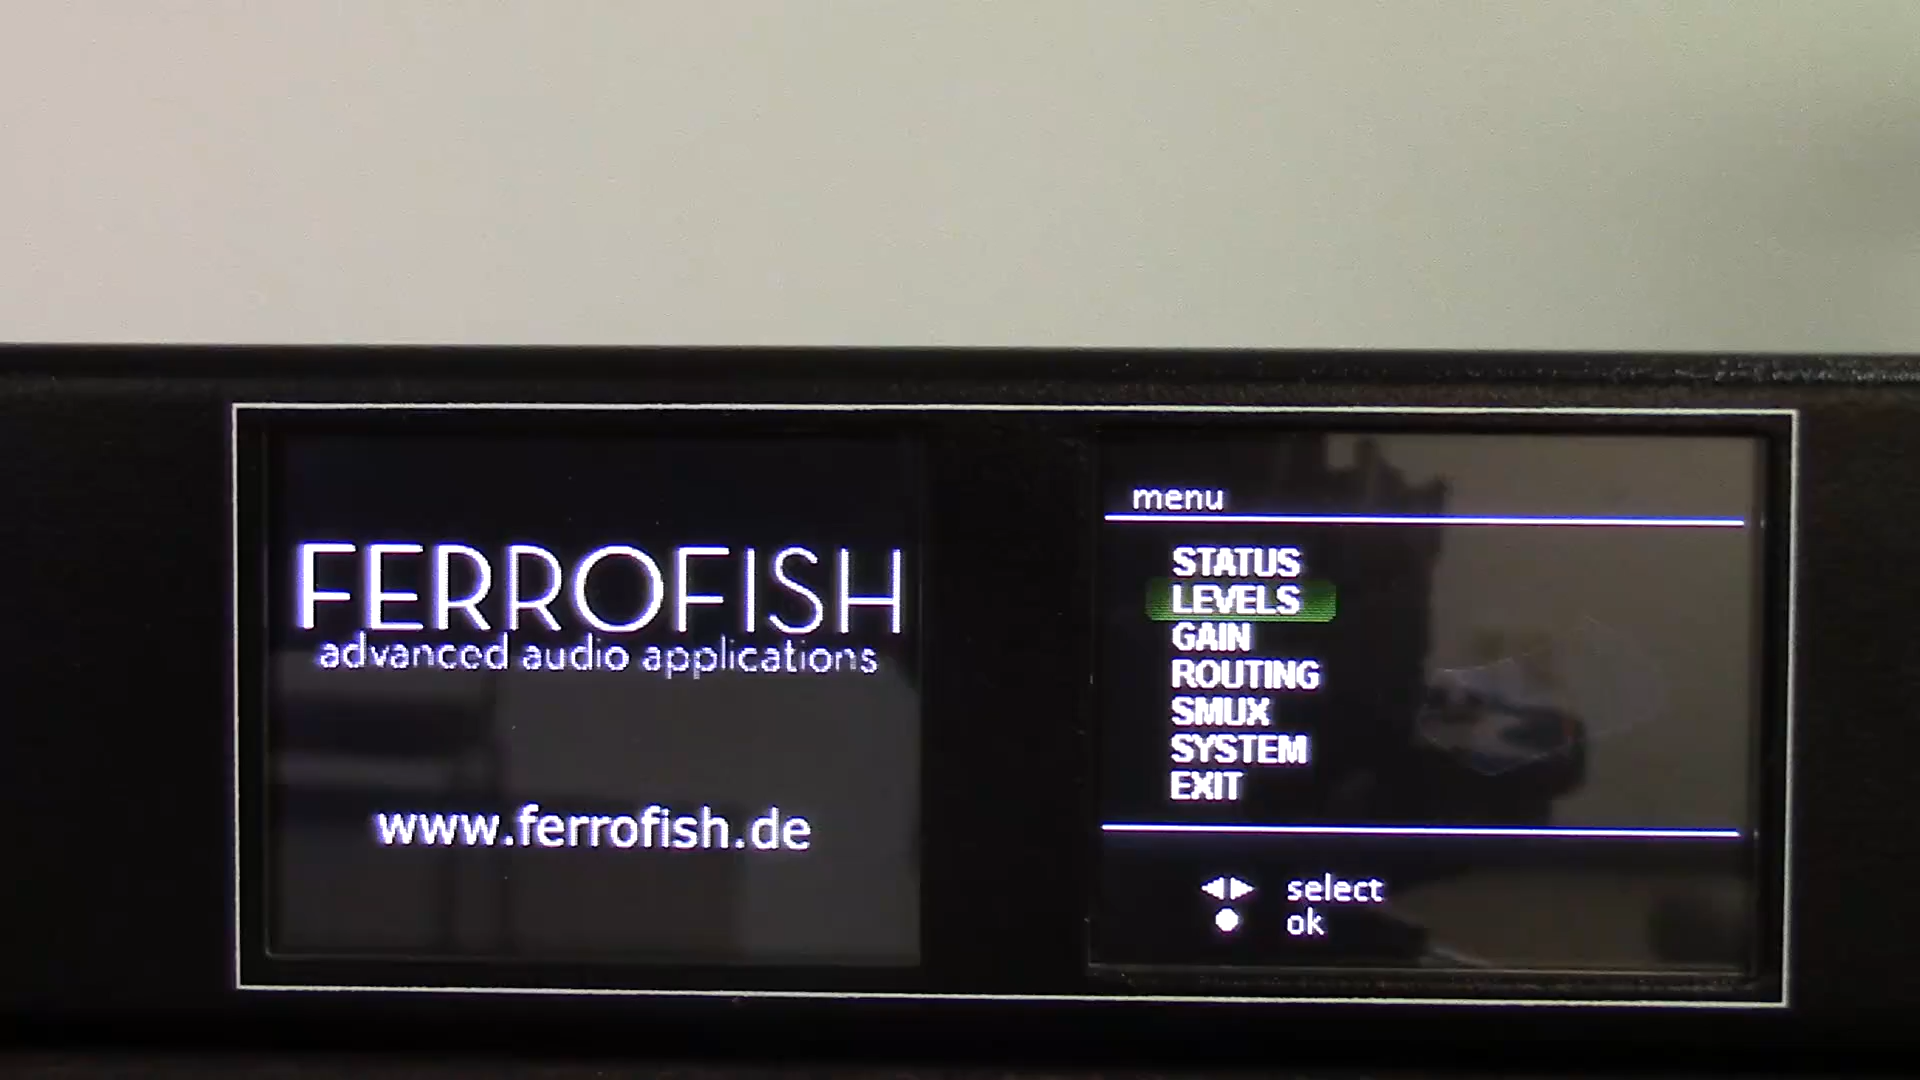 FERROFISH
advanced audio applications
www.ferrofish.de
menu
STATUS
LEVELS
GAIN
ROUTING
SMUX
SYSTEM
EXIT
select
ok